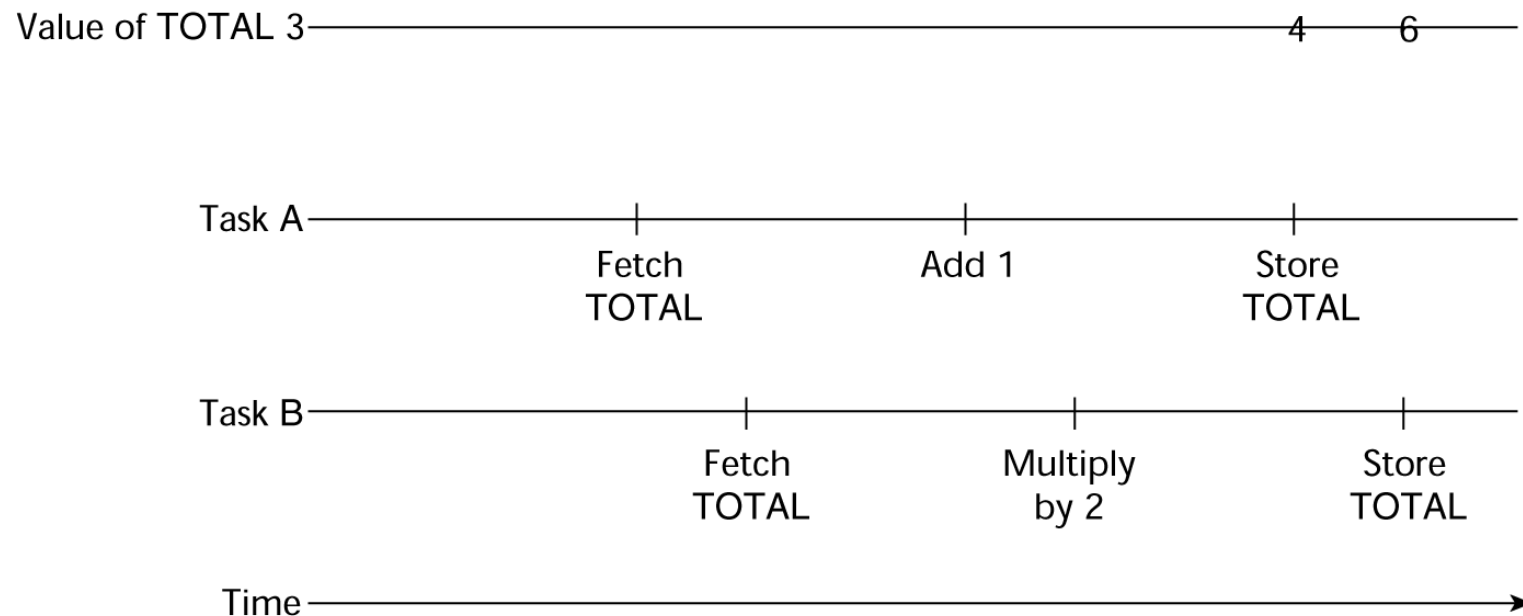 Value of TOTAL 3 4 6
Task A
Fetch Add 1 Store
TOTAL TOTAL
Task B
Fetch Multiply Store
TOTAL by 2 TOTAL
Time